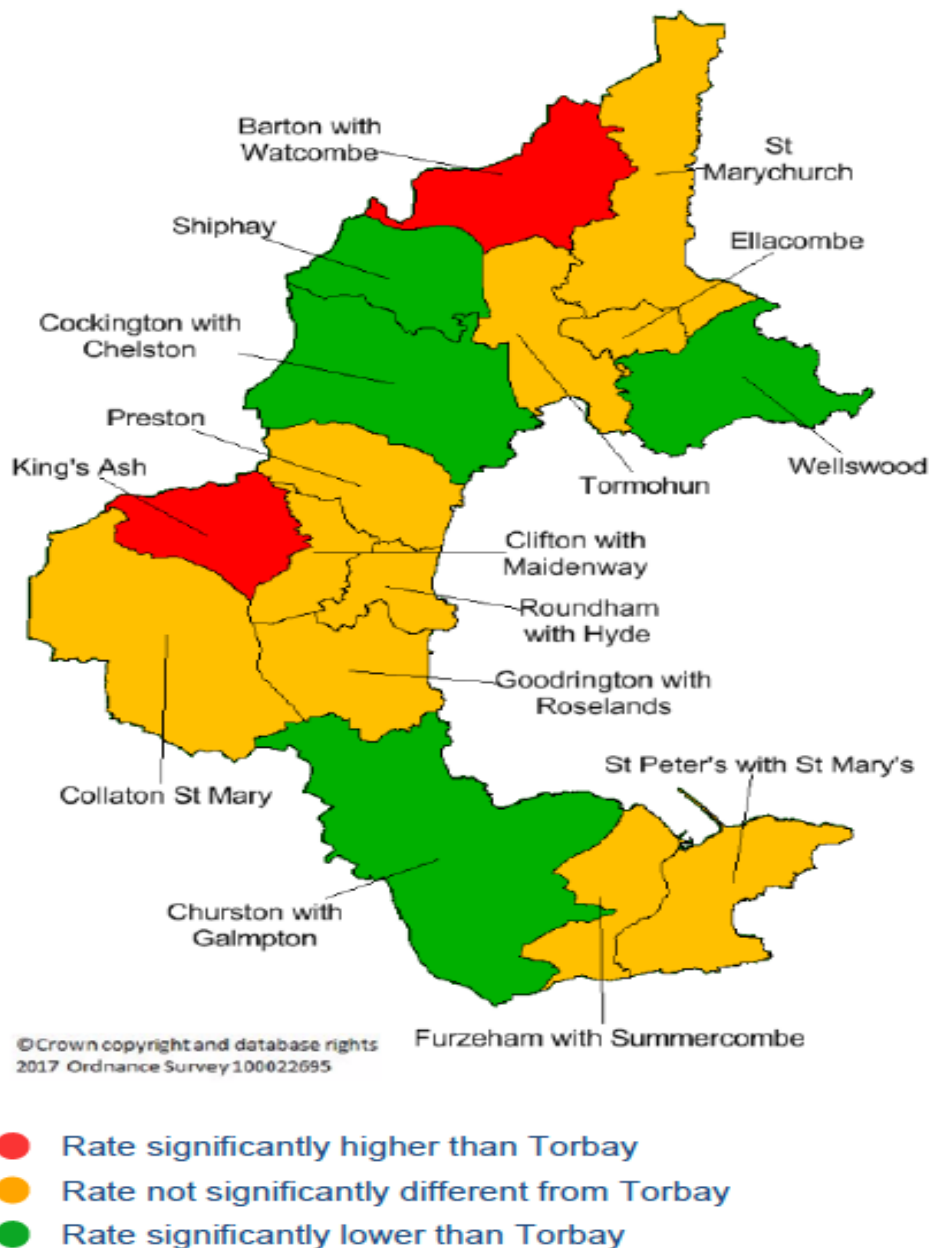 Barton with
Watcombe
St
Marychurch
Shiphay
Ellacombe
Cockington with
Chelston
Preston
King's Ash
Wellswood
Tormohun
Clifton with
Maidenway
Roundham
with Hyde
Goodrington with
Roselands
St Peter's with St Mary's
Collaton St Mary
Churston with
Galmpton
Furzeham with Summercombe
©Crown copyright and database rights
2017 Ordnance Survey 100022695
Rate significantly higher than Torbay
Rate not significantly different from Torbay
Rate significantly lower than Torbay